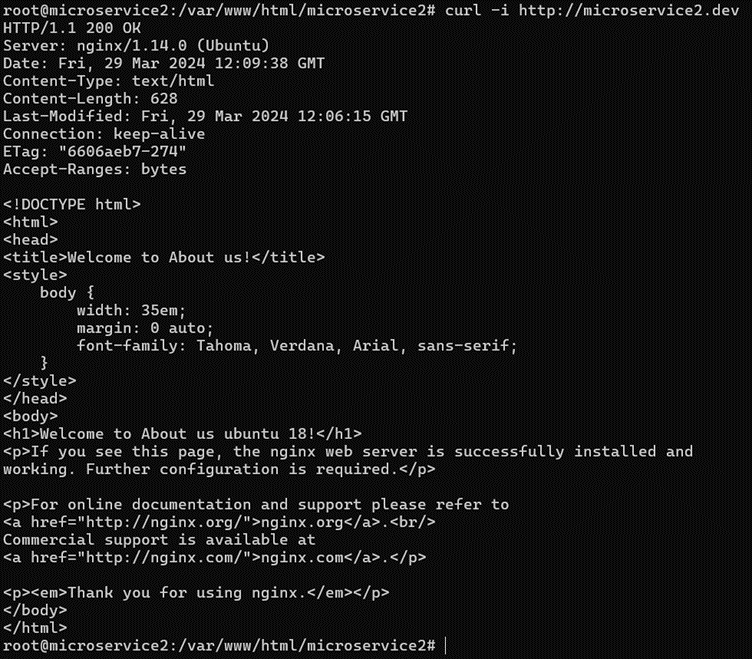 root@microservice2:/var/www/html/microservice2# curl -i http://microservice2.dev
HTTP/1.1 200 OK
Server: nginx/1.14.0 (Ubuntu)
Date: Fri, 29 Mar 2024 12:09:38 GMT
Content-Type: text/html
Content-Length: 628
Last-Modified: Fri, 29 Mar 2024 12:06:15 GMT
Connection: keep-alive
ETag: "6606aeb7-274"
Accept-Ranges: bytes

<!DOCTYPE html>
<html>
<head>
<title>Welcome to About us!</title>
<style>
    body {
        width: 35em;
        margin: 0 auto;
        font-family: Tahoma, Verdana, Arial, sans-serif;
    }
</style>
</head>
<body>
<h1>Welcome to About us ubuntu 18!</h1>
<p>If you see this page, the nginx web server is successfully installed and
working. Further configuration is required.</p>

<p>For online documentation and support please refer to
<a href="http://nginx.org/">nginx.org</a>.<br/>
Commercial support is available at
<a href="http://nginx.com/">nginx.com</a>.</p>

<p><em>Thank you for using nginx.</em></p>
</body>
</html>
root@microservice2:/var/www/html/microservice2#